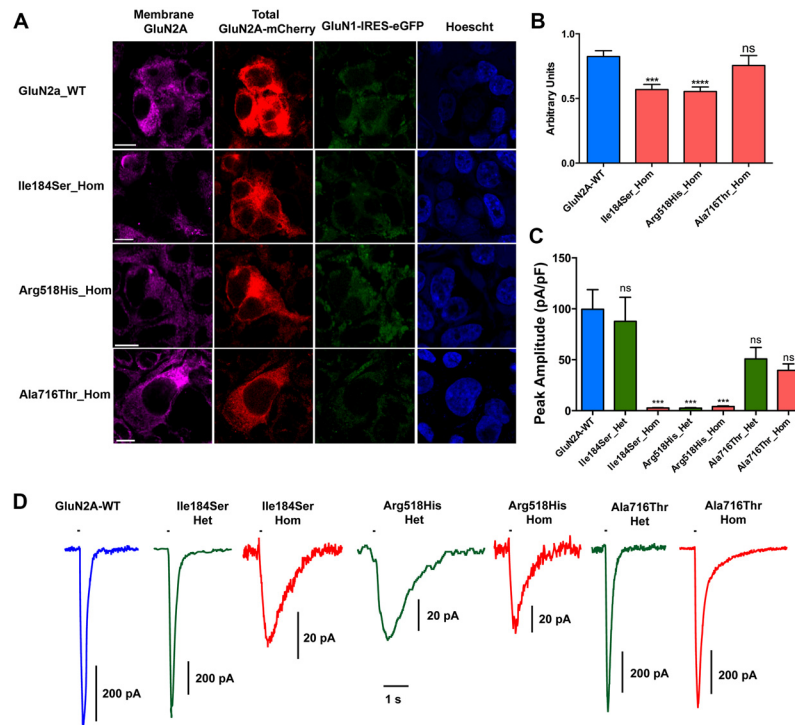 A
Membrane GluN2A
Total GluN2A-mCherry
GluN1-IRES-eGFP
Hoescht
GluN2a_WT
Ile184Ser_Hom
Arg518His_Hom
Ala716Thr_Hom
B
Arbitrary Units
1.0
0.5
0.0
***
****
ns
GluN2A-WT
Ile184Ser_Hom
Arg518His_Hom
Ala716Thr_Hom
C
Peak Amplitude (pA/pF)
150
100
50
0
ns
***
***
***
ns
ns
GluN2A-WT
Ile184Ser_Het
Ile184Ser_Hom
Arg518His_Het
Arg518His_Hom
Ala716Thr_Het
Ala716Thr_Hom
D
GluN2A-WT
Ile184Ser Het
Ile184Ser Hom
Arg518His Het
Arg518His Hom
Ala716Thr Het
Ala716Thr Hom
200 pA
200 pA
20 pA
20 pA
20 pA
200 pA
200 pA
1 s